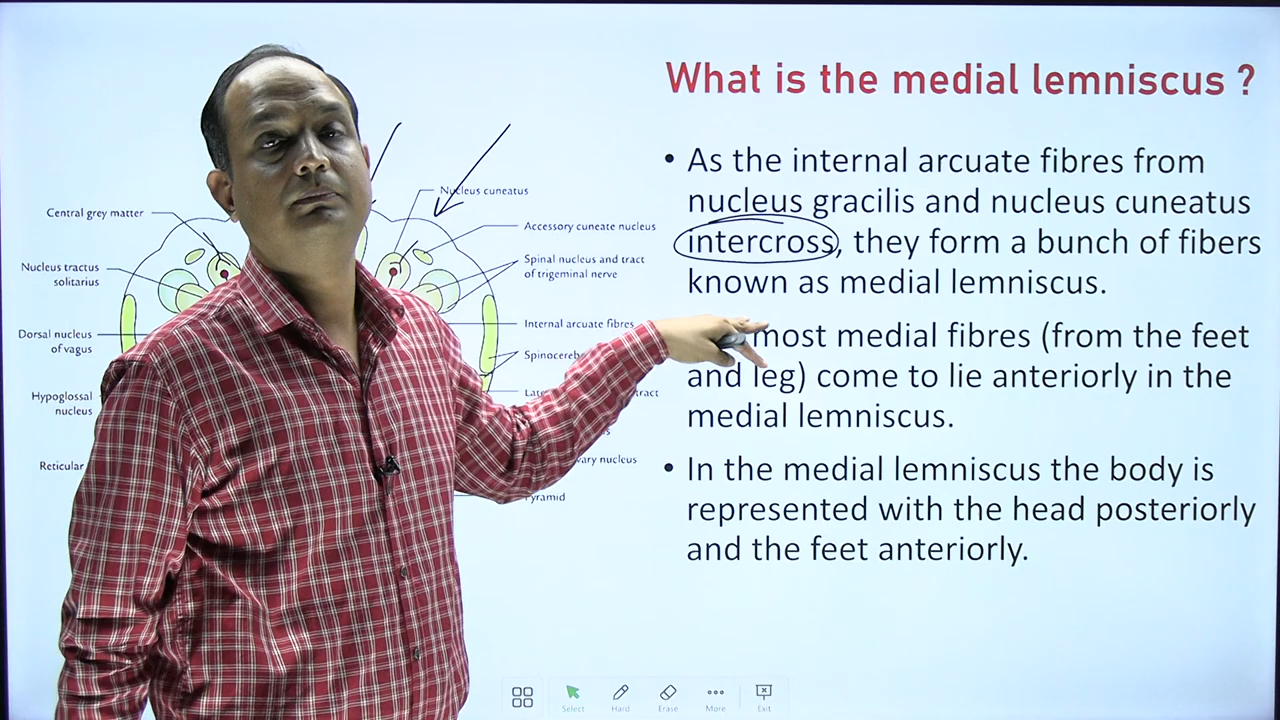 What is the medial lemniscus ?
• As the internal arcuate fibres from
nucleus gracilis and nucleus cuneatus
intercross, they form a bunch of fibers
known as medial lemniscus.
most medial fibres (from the feet
and leg) come to lie anteriorly in the
medial lemniscus.
• In the medial lemniscus the body is
represented with the head posteriorly
and the feet anteriorly.
Central grey matter
Nucleus tractus
solitarius
Dorsal nucleus
of vagus
Hypoglossal
nucleus
Reticular
Nucleus cuneatus
Accessory cuneate nucleus
Spinal nucleus and tract
of trigeminal nerve
Internal arcuate fibres
Pyramid
nucleus
Select
Hard
Erase
More
Exit